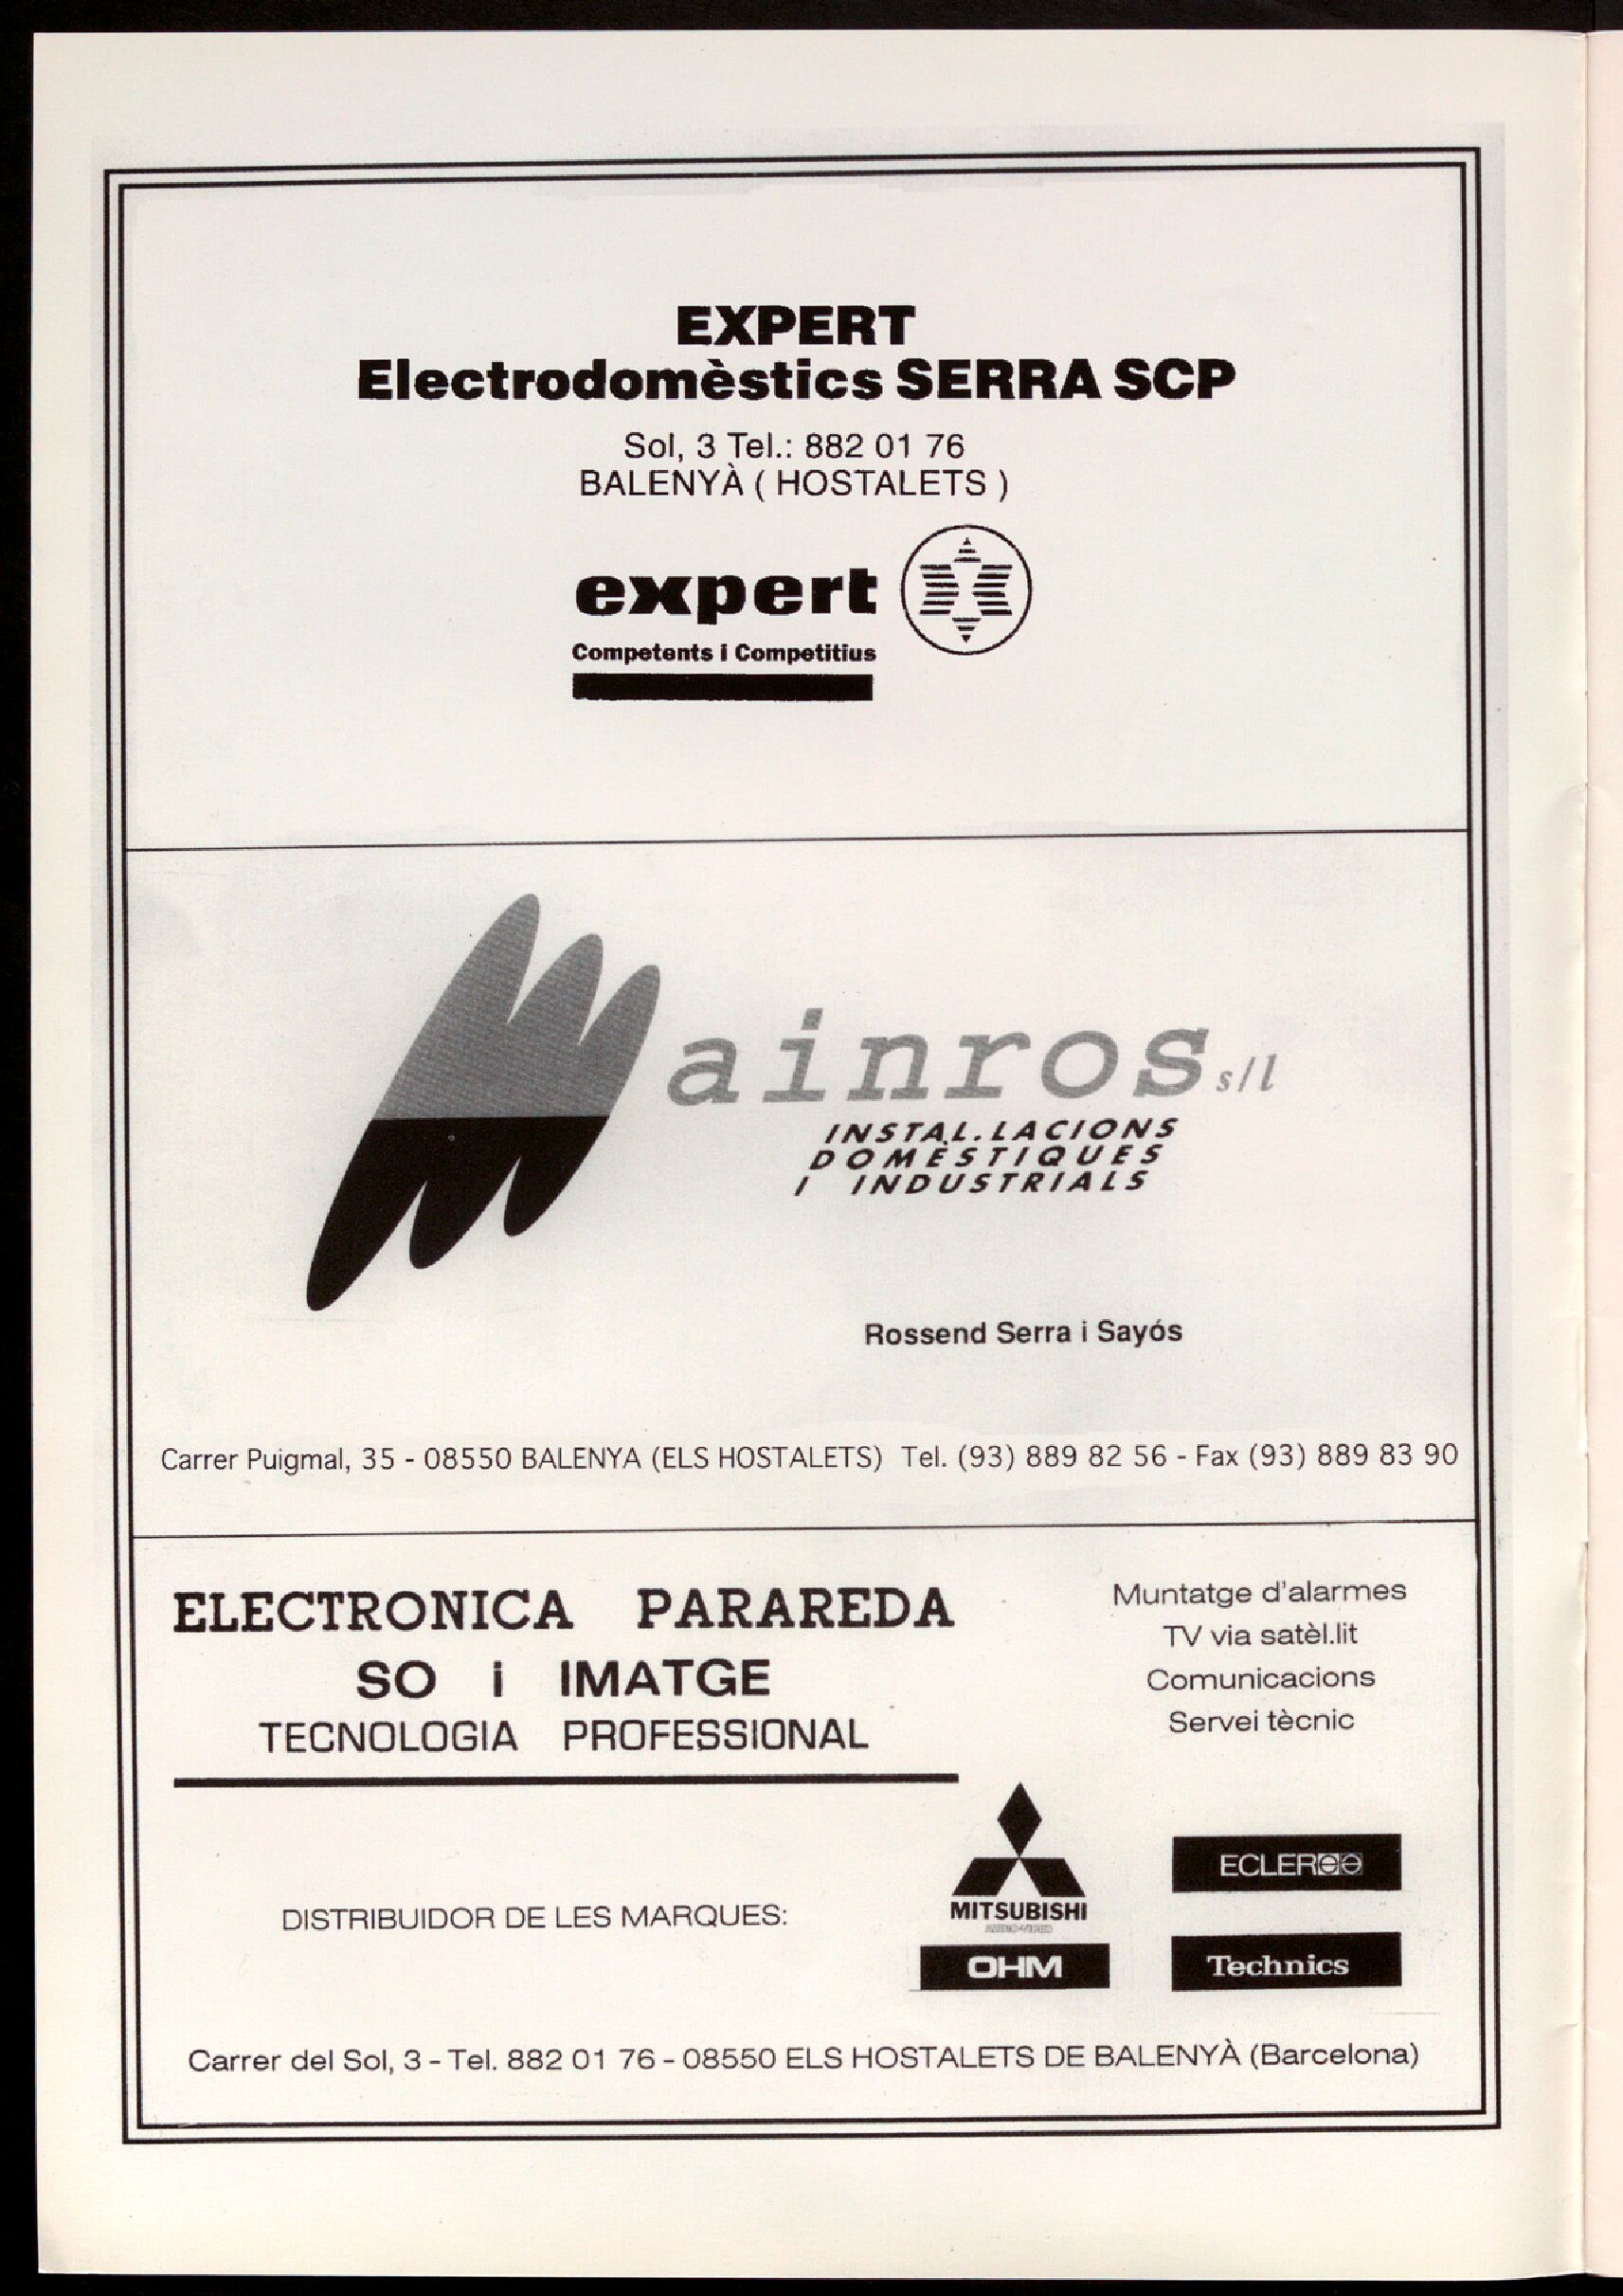 EXPERT
Electrodomèstics SERRA SCP
Sol, 3 Tel.: 882 01 76
BALENYÀ ( HOSTALETS )
expert
Competents i Competitius
ainros s/l
INSTAL.LACIONS
DOMÈSTIQUES
I INDUSTRIALS
Rossend Serra i Sayós
Carrer Puigmal, 35 - 08550 BALENYA (ELS HOSTALETS) Tel. (93) 889 82 56 - Fax (93) 889 83 90
ELECTRONICA PARAREDA
SO i IMATGE
TECNOLOGIA PROFESSIONAL
Muntatge d'alarmes
TV via satèl.lit
Comunicacions
Servei tècnic
DISTRIBUIDOR DE LES MARQUES:
MITSUBISHI
AUDIO-VIDEO
OHM
ECLER
Technics
Carrer del Sol, 3 - Tel. 882 01 76 - 08550 ELS HOSTALETS DE BALENYÀ (Barcelona)